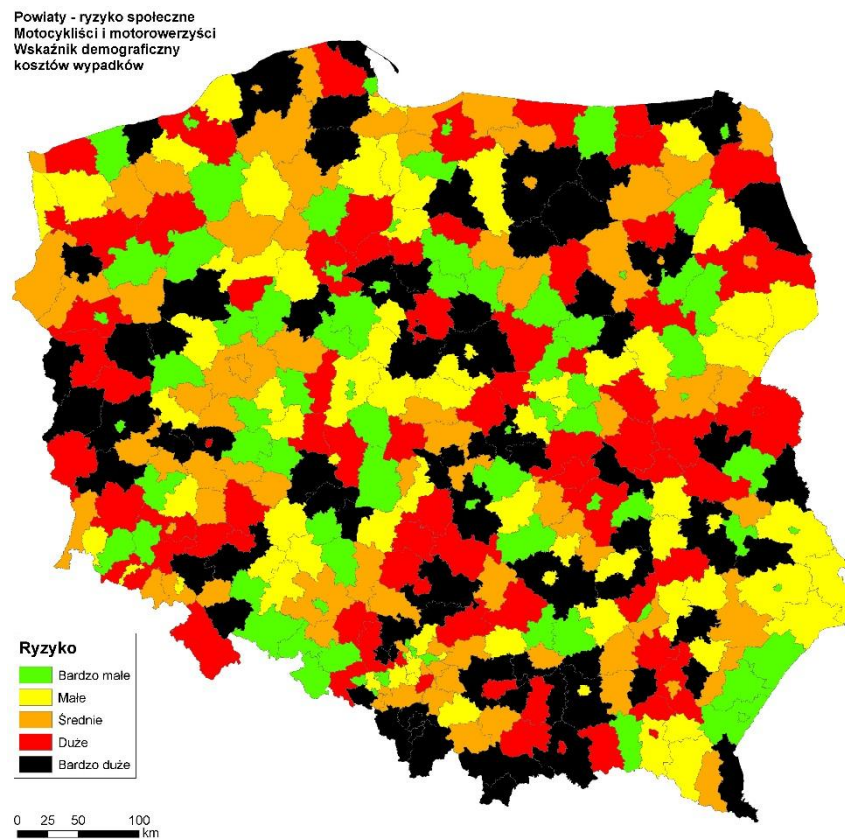 Powiaty - ryzyko społeczne
Motocykliści i motorowerzyści
Wskaźnik demograficzny
kosztów wypadków
Ryzyko
Bardzo małe
Małe
Średnie
Duże
Bardzo duże
0 25 50 100
km